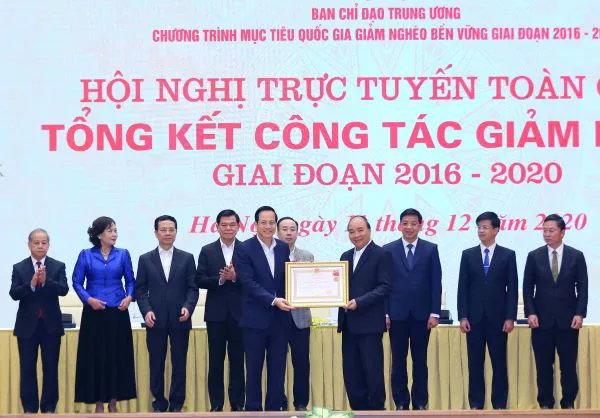 BAN CHỈ ĐẠO TRUNG ƯƠNG
CHƯƠNG TRÌNH MỤC TIÊU QUỐC GIA GIẢM NGHÈO BỀN VỮNG GIAI ĐOẠN 2016 - 2
HỘI NGHỊ TRỰC TUYẾN TOÀN
TỔNG KẾT CÔNG TÁC GIẢM
GIAI ĐOẠN 2016 - 2020
Hà ngày tháng 12 2020